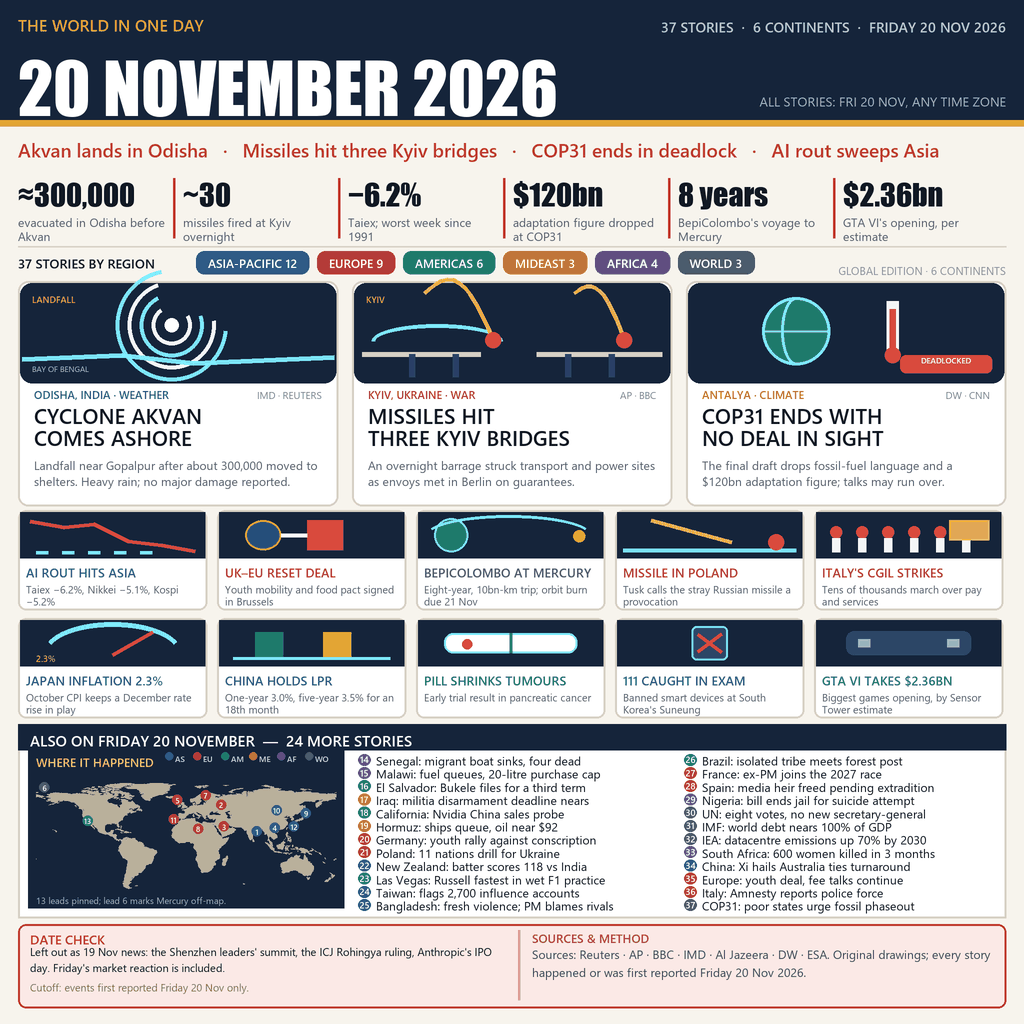 THE WORLD IN ONE DAY
37 STORIES · 6 CONTINENTS · FRIDAY 20 NOV 2026
20 NOVEMBER 2026
ALL STORIES: FRI 20 NOV, ANY TIME ZONE
Akvan lands in Odisha · Missiles hit three Kyiv bridges · COP31 ends in deadlock · AI rout sweeps Asia
≈300,000
evacuated in Odisha before
Akvan
~30
missiles fired at Kyiv
overnight
−6.2%
Taiex; worst week since
1991
$120bn
adaptation figure dropped
at COP31
8 years
BepiColombo's voyage to
Mercury
$2.36bn
GTA VI's opening, per
estimate
37 STORIES BY REGION
ASIA-PACIFIC 12
EUROPE 9
AMERICAS 6
MIDEAST 3
AFRICA 4
WORLD 3
GLOBAL EDITION · 6 CONTINENTS
LANDFALL
BAY OF BENGAL
ODISHA, INDIA · WEATHER
IMD · REUTERS
CYCLONE AKVAN
COMES ASHORE
Landfall near Gopalpur after about 300,000 moved to
shelters. Heavy rain; no major damage reported.
KYIV
KYIV, UKRAINE · WAR
AP · BBC
MISSILES HIT
THREE KYIV BRIDGES
An overnight barrage struck transport and power sites
as envoys met in Berlin on guarantees.
DEADLOCKED
ANTALYA · CLIMATE
DW · CNN
COP31 ENDS WITH
NO DEAL IN SIGHT
The final draft drops fossil-fuel language and a
$120bn adaptation figure; talks may run over.
AI ROUT HITS ASIA
Taiex −6.2%, Nikkei −5.1%, Kospi
−5.2%
UK–EU RESET DEAL
Youth mobility and food pact signed
in Brussels
BEPICOLOMBO AT MERCURY
Eight-year, 10bn-km trip; orbit burn
due 21 Nov
MISSILE IN POLAND
Tusk calls the stray Russian missile a
provocation
ITALY'S CGIL STRIKES
Tens of thousands march over pay
and services
2.3%
JAPAN INFLATION 2.3%
October CPI keeps a December rate
rise in play
CHINA HOLDS LPR
One-year 3.0%, five-year 3.5% for an
18th month
PILL SHRINKS TUMOURS
Early trial result in pancreatic cancer
111 CAUGHT IN EXAM
Banned smart devices at South
Korea's Suneung
GTA VI TAKES $2.36BN
Biggest games opening, by Sensor
Tower estimate
ALSO ON FRIDAY 20 NOVEMBER — 24 MORE STORIES
WHERE IT HAPPENED
AS EU AM ME AF WO
6
5
7
2
13
11
8
3
10
9
1
4
12
13 leads pinned; lead 6 marks Mercury off-map.
14 Senegal: migrant boat sinks, four dead
15 Malawi: fuel queues, 20-litre purchase cap
16 El Salvador: Bukele files for a third term
17 Iraq: militia disarmament deadline nears
18 California: Nvidia China sales probe
19 Hormuz: ships queue, oil near $92
20 Germany: youth rally against conscription
21 Poland: 11 nations drill for Ukraine
22 New Zealand: batter scores 118 vs India
23 Las Vegas: Russell fastest in wet F1 practice
24 Taiwan: flags 2,700 influence accounts
25 Bangladesh: fresh violence; PM blames rivals
26 Brazil: isolated tribe meets forest post
27 France: ex-PM joins the 2027 race
28 Spain: media heir freed pending extradition
29 Nigeria: bill ends jail for suicide attempt
30 UN: eight votes, no new secretary-general
31 IMF: world debt nears 100% of GDP
32 IEA: datacentre emissions up 70% by 2030
33 South Africa: 600 women killed in 3 months
34 China: Xi hails Australia ties turnaround
35 Europe: youth deal, fee talks continue
36 Italy: Amnesty reports police force
37 COP31: poor states urge fossil phaseout
DATE CHECK
Left out as 19 Nov news: the Shenzhen leaders' summit, the ICJ Rohingya ruling, Anthropic's IPO
day. Friday's market reaction is included.
Cutoff: events first reported Friday 20 Nov only.
SOURCES & METHOD
Sources: Reuters · AP · BBC · IMD · Al Jazeera · DW · ESA. Original drawings; every story
happened or was first reported Friday 20 Nov 2026.